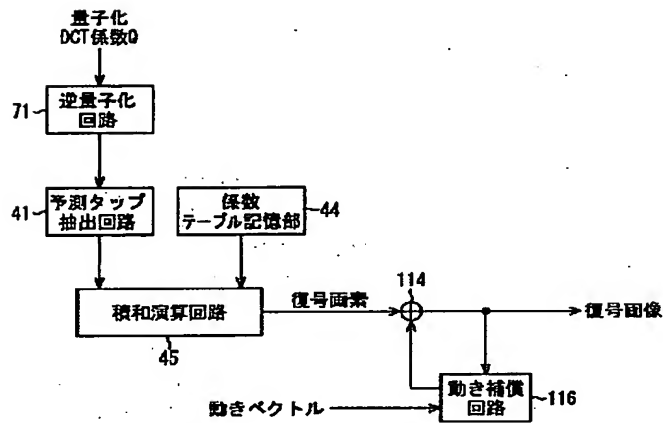 量子化
DCT係数Q
71
逆量子化
回路
41
予測タップ
抽出回路
係数
テーブル記憶部
44
積和演算回路
45
復号画素
114
復号画像
動きベクトル
動き補償
回路
116